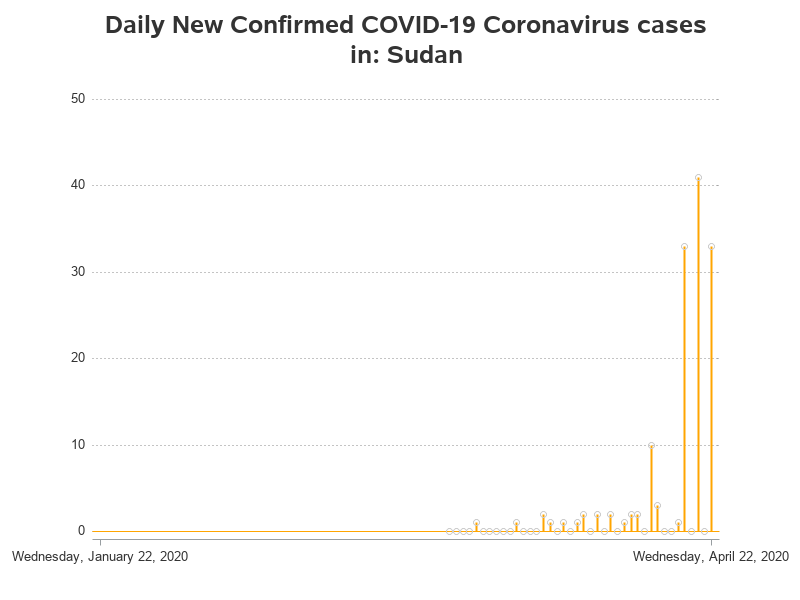 Daily New Confirmed COVID-19 Coronavirus cases
in: Sudan
50
40
30
20
10
0
Wednesday, January 22, 2020
Wednesday, April 22, 2020